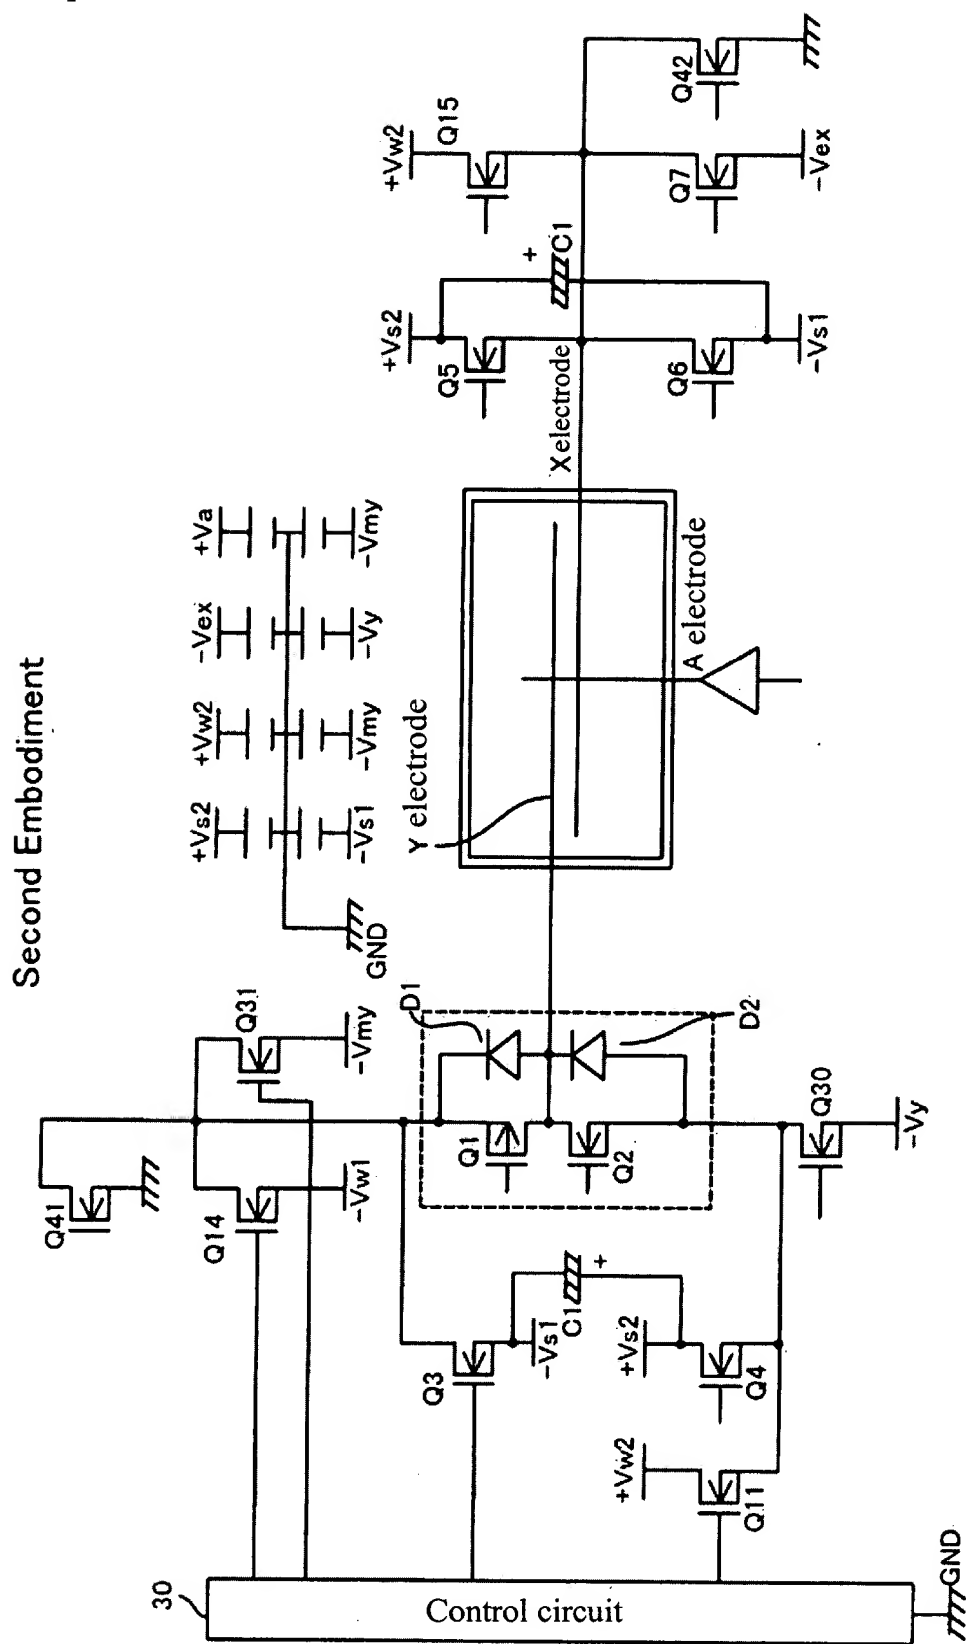 Second Embodiment
+Vs2
+Vw2
-Vex
+Va
-Vs1
-Vmy
-Vy
-Vmy
GND
Q41
Q14
-Vw1
Q31
-Vmy
D1
Q1
Q2
D2
Q30
-Vy
Q3
-Vs1
C1
+
+Vs2
Q4
+Vw2
Q11
30
Control circuit
GND
Y electrode
X electrode
A electrode
+Vs2
Q5
+
C1
Q6
-Vs1
+Vw2
Q15
Q7
-Vex
Q42